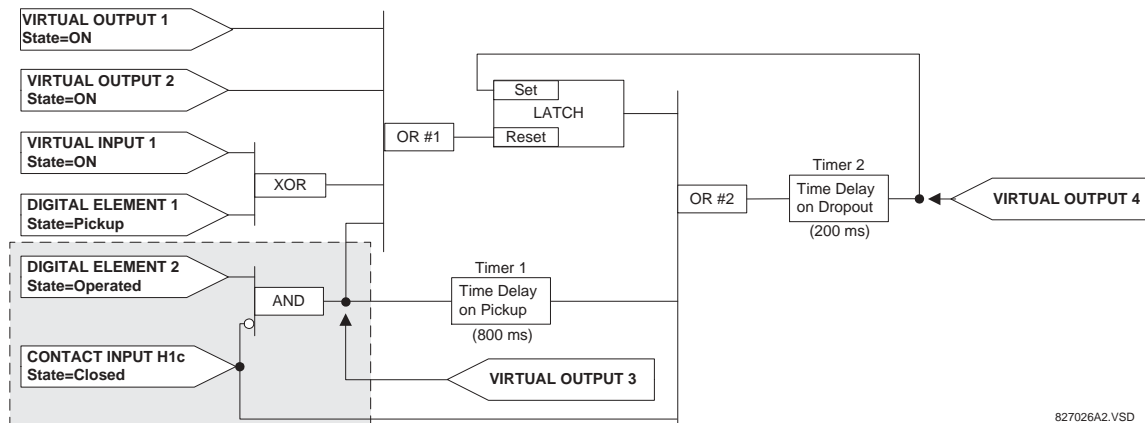 VIRTUAL OUTPUT 1
State=ON
VIRTUAL OUTPUT 2
State=ON
VIRTUAL INPUT 1
State=ON
DIGITAL ELEMENT 1
State=Pickup
DIGITAL ELEMENT 2
State=Operated
CONTACT INPUT H1c
State=Closed
XOR
AND
OR #1
Set
LATCH
Reset
Timer 1
Time Delay
on Pickup
(800 ms)
VIRTUAL OUTPUT 3
OR #2
Timer 2
Time Delay
on Dropout
(200 ms)
VIRTUAL OUTPUT 4
827026A2.VSD